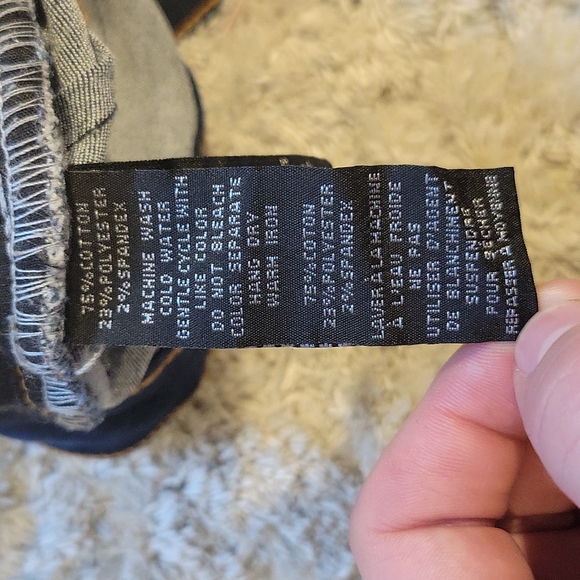 75%COTTON
23%POLYESTER
2%SPANDEX
MACHINE WASH
COLD WATER
GENTLE CYCLE WITH
LIKE COLOR
DO NOT BLEACH
COLOR SEPARATE
HANG DRY
WARM IRON
75%COTON
23%POLYESTER
2%SPANDEX
LAVER A LA MACHINE
À L'EAU FROIDE
NE PAS
UTILISER D'AGENT
DE BLANCHIMENT
SUSPENDRE
POUR SÉCHER
REPASSER À MOYENNE